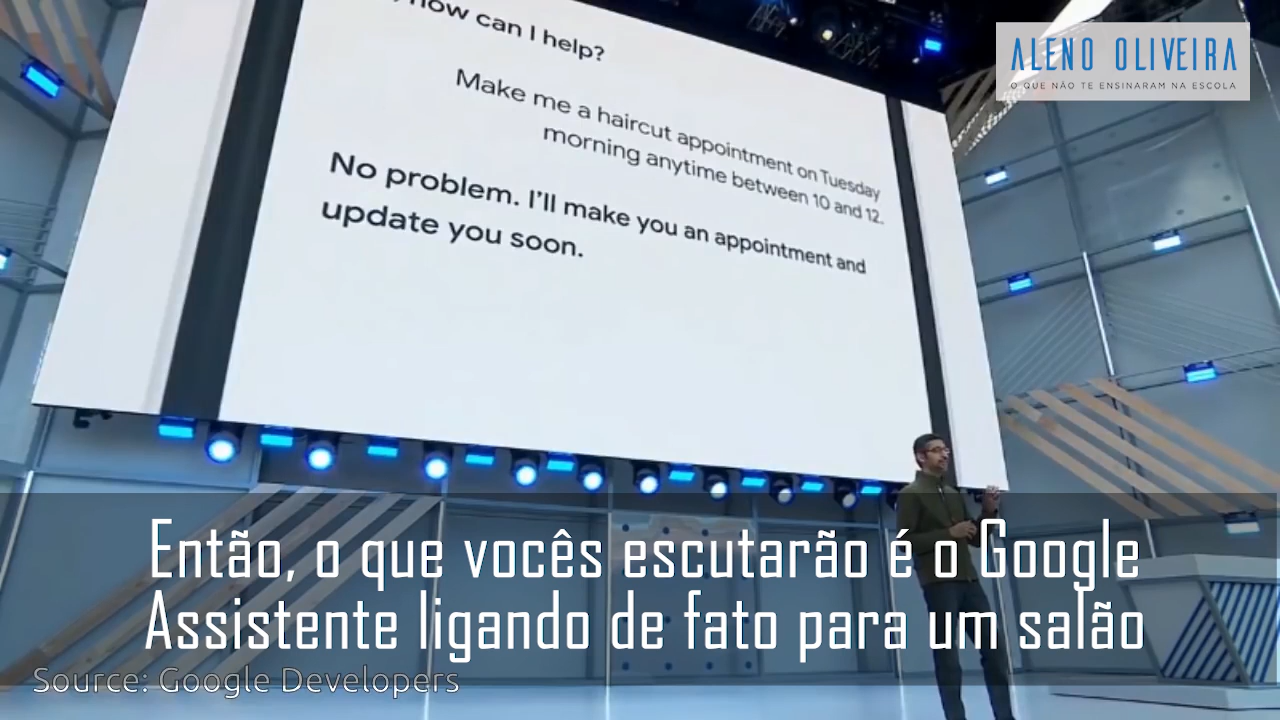 how can I help?
Make me a haircut appointment on Tuesday
morning anytime between 10 and 12.
No problem. I'll make you an appointment and
update you soon.
ALENO OLIVEIRA
O QUE NÃO TE ENSINARAM NA ESCOLA
Então, o que vocês escutarão é o Google
Assistente ligando de fato para um salão
Source: Google Developers